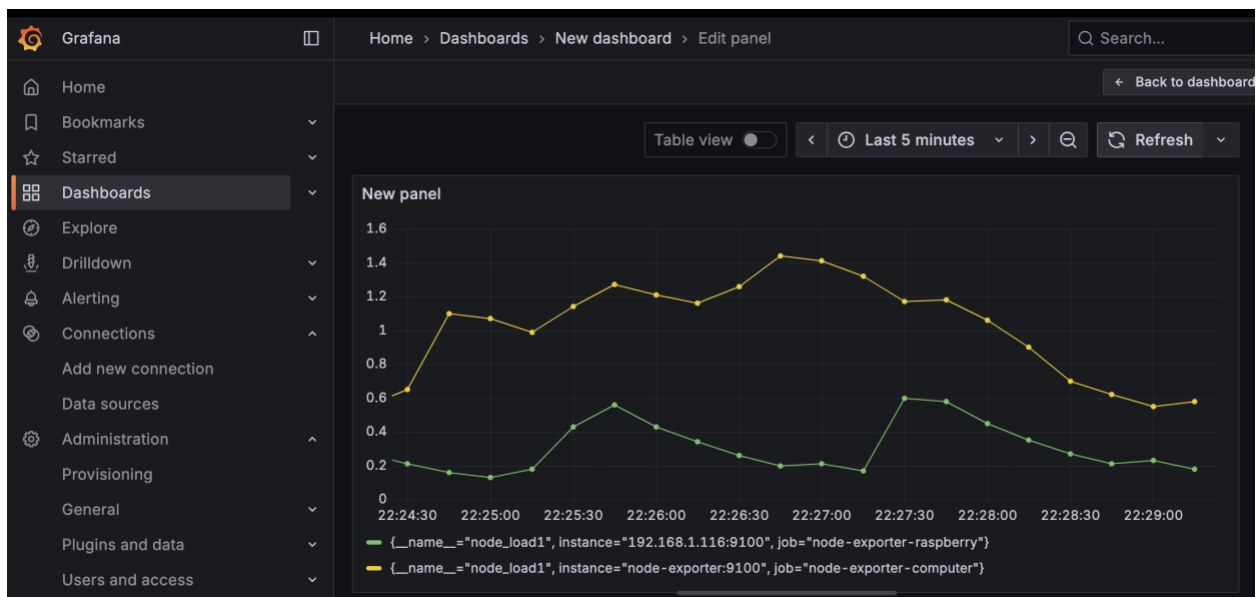 Grafana
Home › Dashboards › New dashboard › Edit panel
Search...
Home
Bookmarks
Starred
Dashboards
Explore
Drilldown
Alerting
Connections
Add new connection
Data sources
Administration
Provisioning
General
Plugins and data
Users and access
← Back to dashboard
Table view
Last 5 minutes
Refresh
New panel
1.6
1.4
1.2
1
0.8
0.6
0.4
0.2
0
22:24:30 22:25:00 22:25:30 22:26:00 22:26:30 22:27:00 22:27:30 22:28:00 22:28:30 22:29:00
{__name__="node_load1", instance="192.168.1.116:9100", job="node-exporter-raspberry"}
{__name__="node_load1", instance="node-exporter:9100", job="node-exporter-computer"}